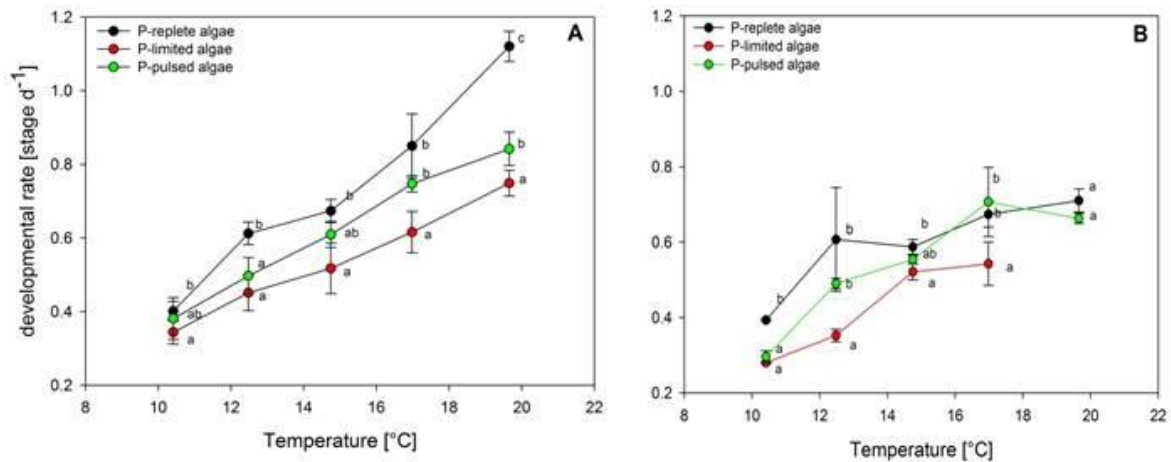 P-replete algae
P-limited algae
P-pulsed algae
A
1.2
1.0
0.8
0.6
0.4
0.2
developmental rate [stage d⁻¹]
c
b
b
a
b
b
a
b
ab
a
b
a
a
b
ab
a
8 10 12 14 16 18 20 22
Temperature [°C]
P-replete algae
P-limited algae
P-pulsed algae
B
1.2
1.0
0.8
0.6
0.4
0.2
b
a
a
b
b
a
b
ab
a
b
b
a
a
a
8 10 12 14 16 18 20 22
Temperature [°C]